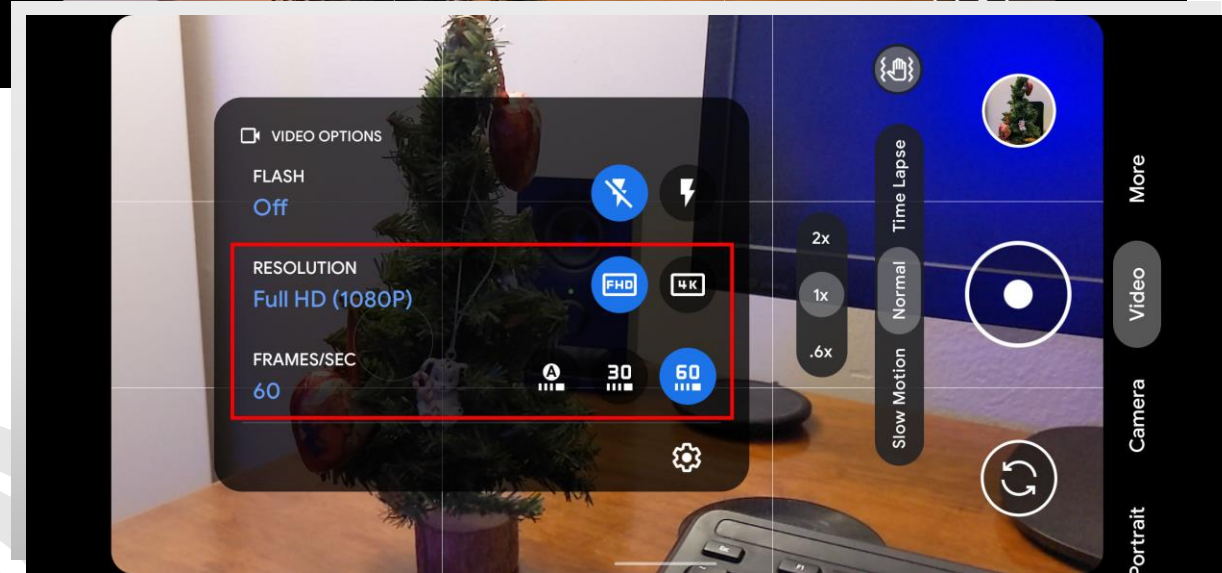 VIDEO OPTIONS
FLASH
Off
RESOLUTION
Full HD (1080P)
FHD
4K
FRAMES/SEC
60
A
30
60
2x
1x
.6x
Time Lapse
Normal
Slow Motion
More
Video
Camera
Portrait